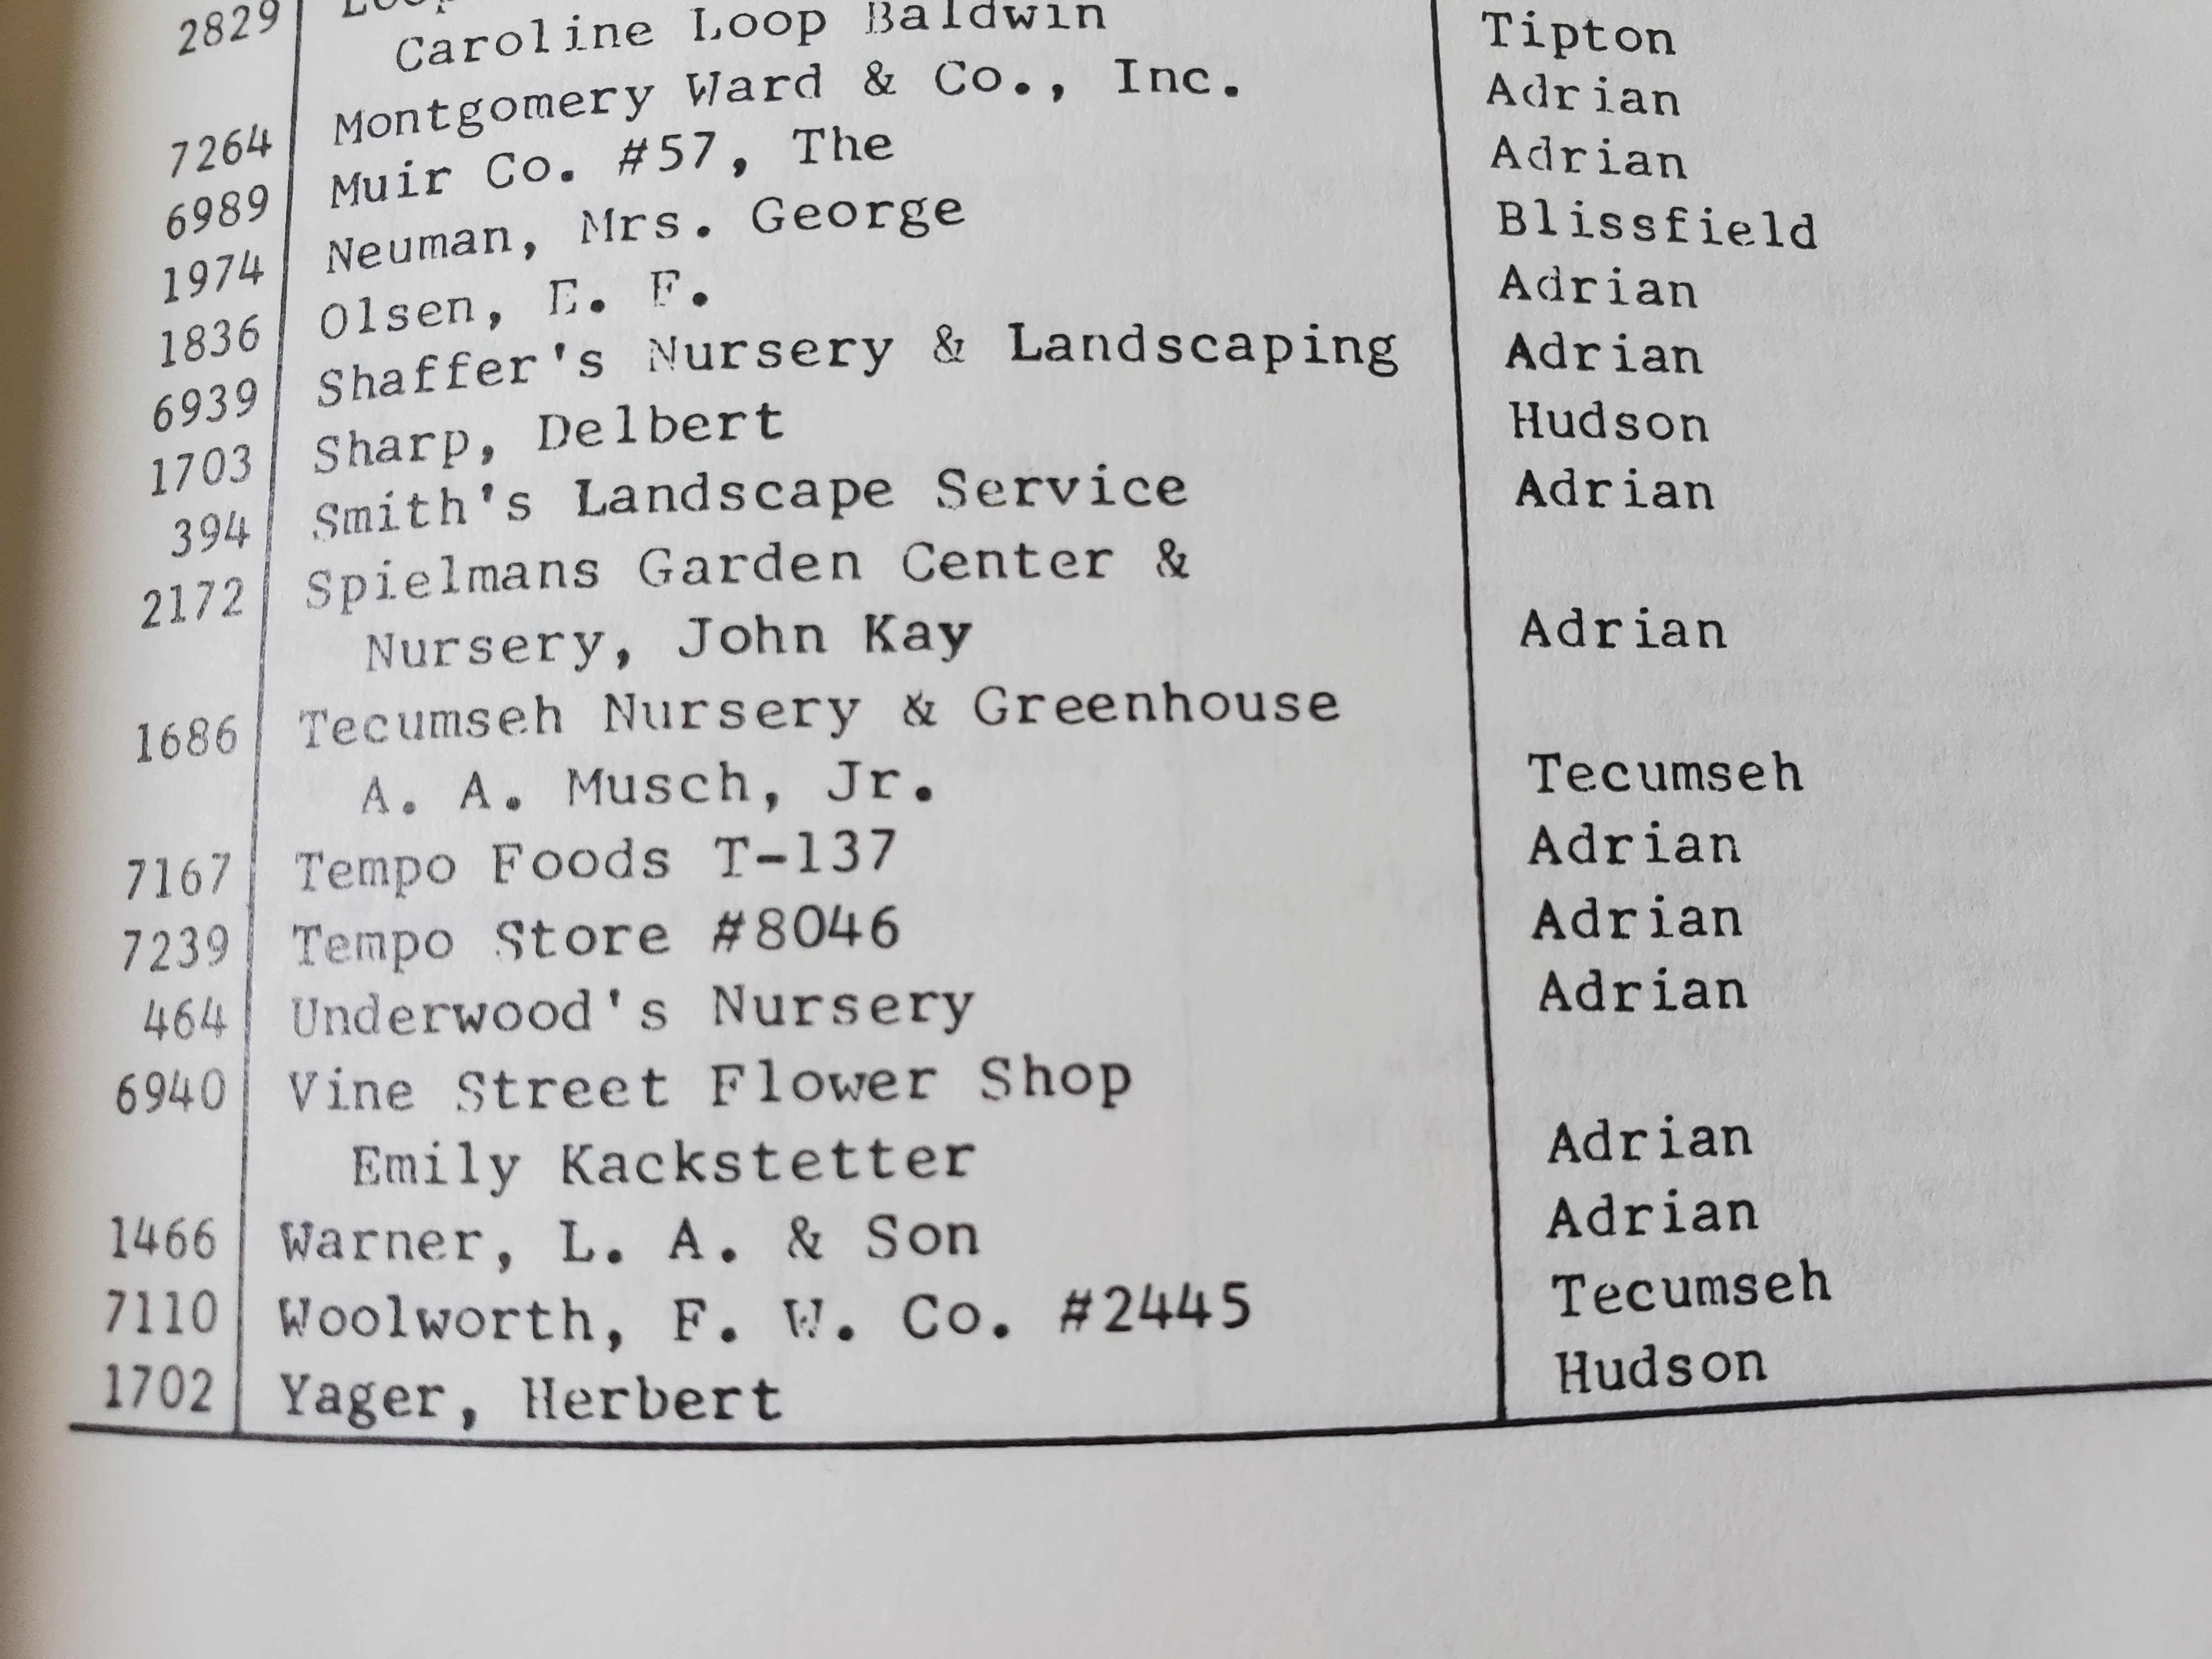 2829
Caroline Loop Baldwin Tipton
7264 Montgomery Ward & Co., Inc. Adrian
6989 Muir Co. #57, The Adrian
1974 Neuman, Mrs. George Blissfield
1836 Olsen, E. F. Adrian
6939 Shaffer's Nursery & Landscaping Adrian
1703 Sharp, Delbert Hudson
394 Smith's Landscape Service Adrian
2172 Spielmans Garden Center &
Nursery, John Kay Adrian
1686 Tecumseh Nursery & Greenhouse
A. A. Musch, Jr. Tecumseh
7167 Tempo Foods T-137 Adrian
7239 Tempo Store #8046 Adrian
464 Underwood's Nursery Adrian
6940 Vine Street Flower Shop
Emily Kackstetter Adrian
1466 Warner, L. A. & Son Adrian
7110 Woolworth, F. W. Co. #2445 Tecumseh
1702 Yager, Herbert Hudson